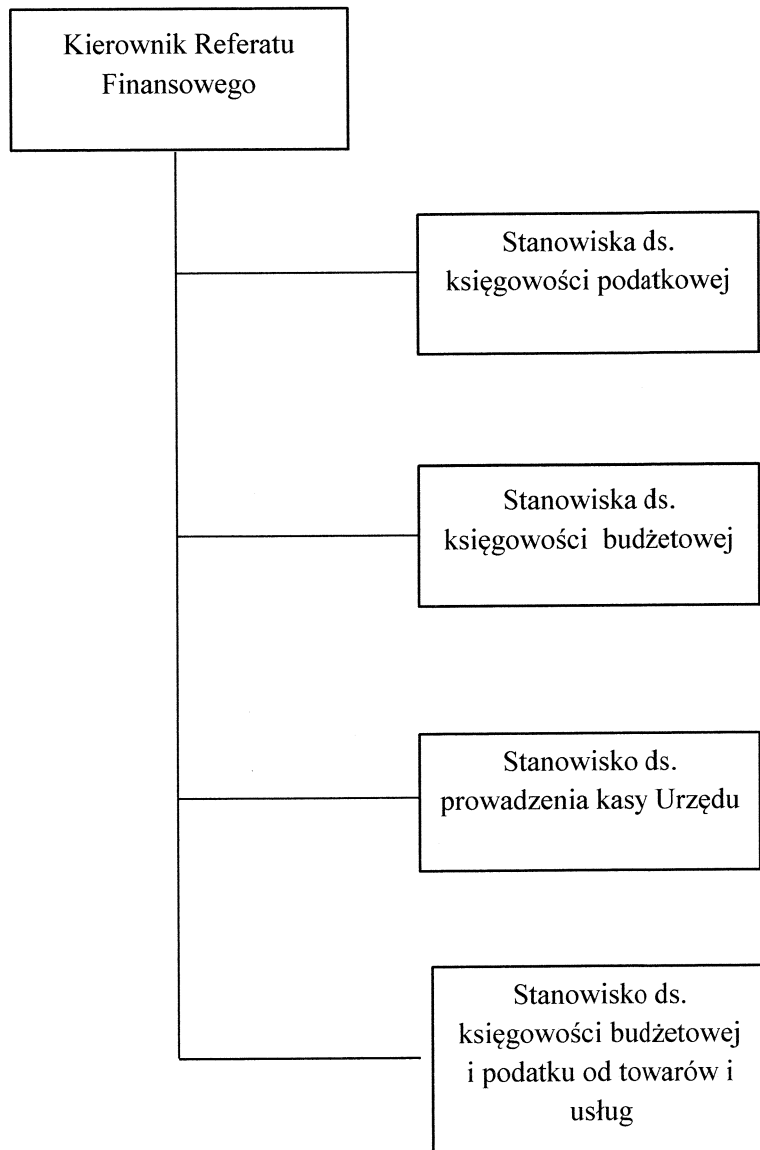 Kierownik Referatu
Finansowego
Stanowiska ds.
księgowości podatkowej
Stanowiska ds.
księgowości budżetowej
Stanowisko ds.
prowadzenia kasy Urzędu
Stanowisko ds.
księgowości budżetowej
i podatku od towarów i
usług